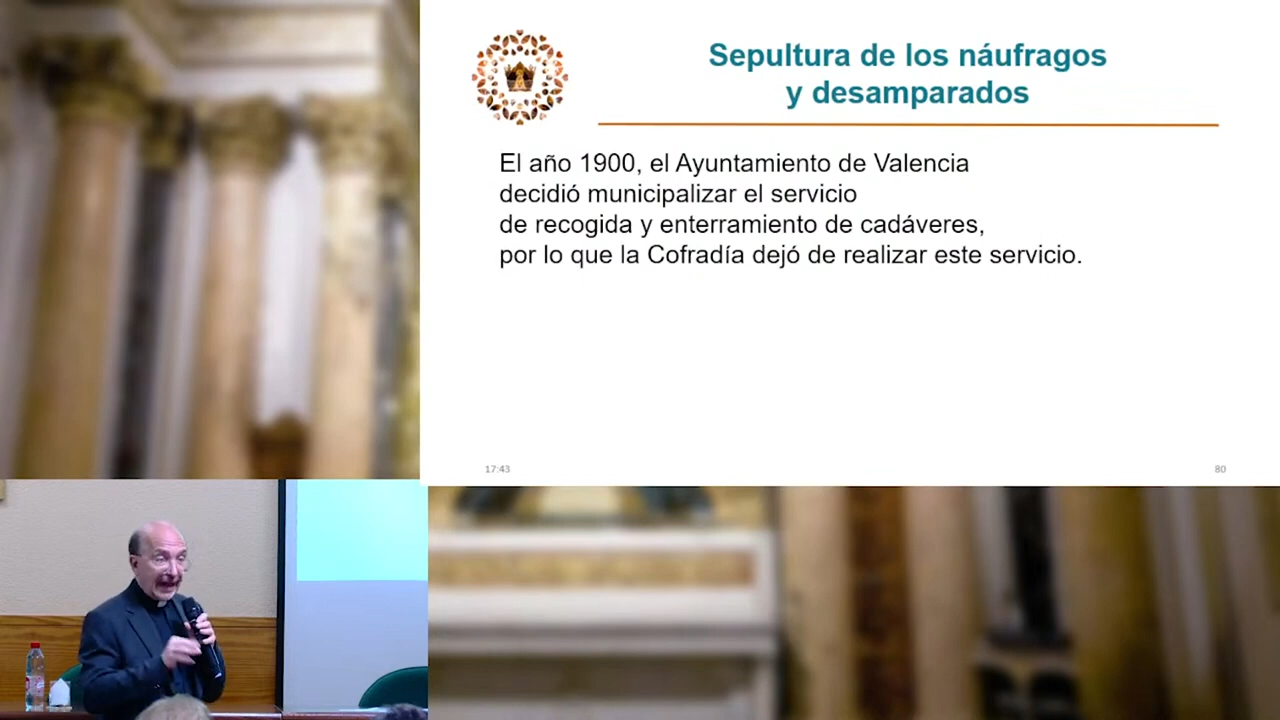 Sepultura de los náufragos
y desamparados
El año 1900, el Ayuntamiento de Valencia
decidió municipalizar el servicio
de recogida y enterramiento de cadáveres,
por lo que la Cofradía dejó de realizar este servicio.
17:43
80